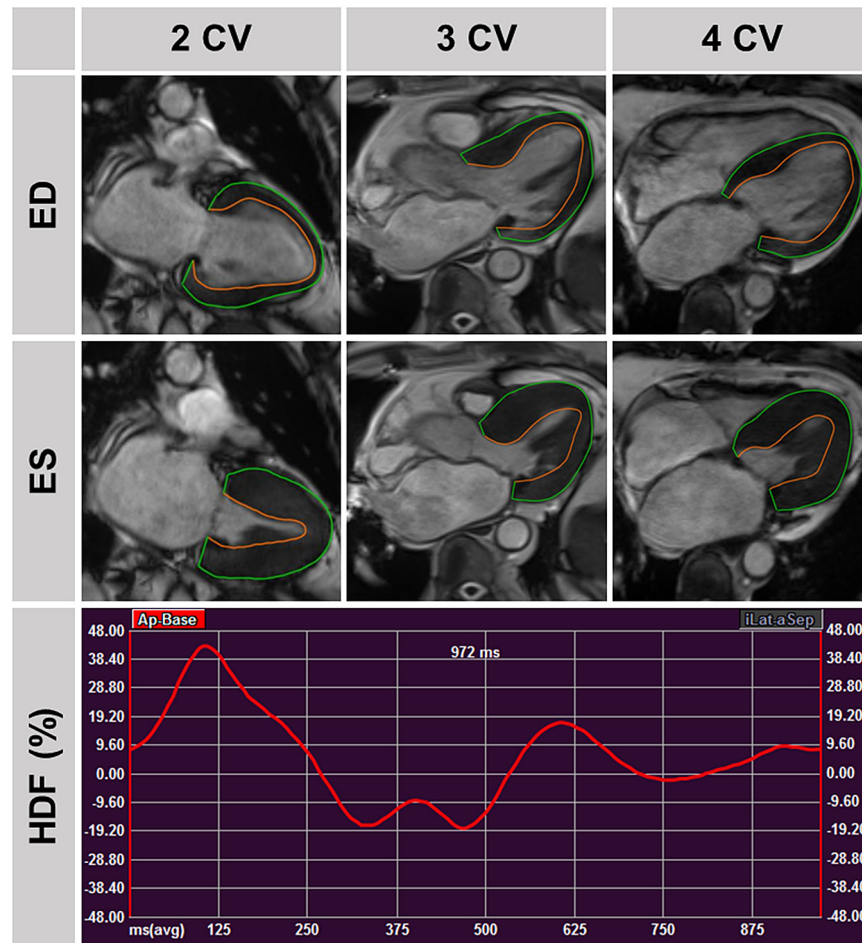 2 CV 3 CV 4 CV
ED
ES
HDF (%)
Ap-Base iLat-aSep
48.00 48.00
972 ms
38.40 38.40
28.80 28.80
19.20 19.20
9.60 9.60
0.00 0.00
-9.60 -9.60
-19.20 -19.20
-28.80 -28.80
-38.40 -38.40
-48.00 -48.00
ms(avg) 125 250 375 500 625 750 875